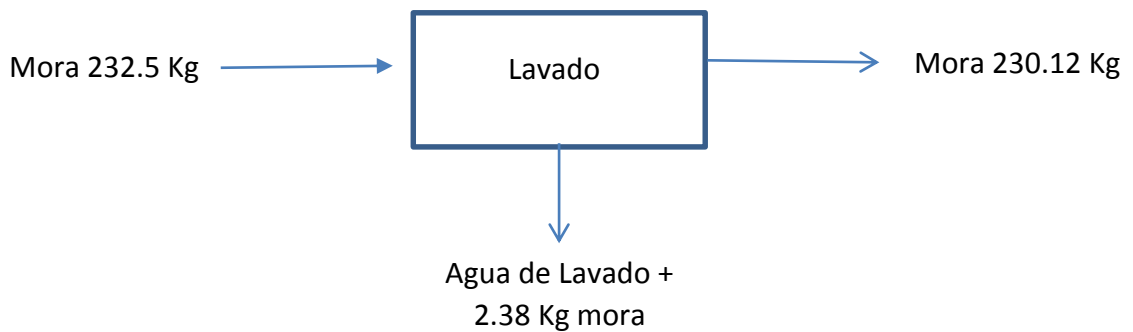 Mora 232.5 Kg
Lavado
Mora 230.12 Kg
Agua de Lavado +
2.38 Kg mora